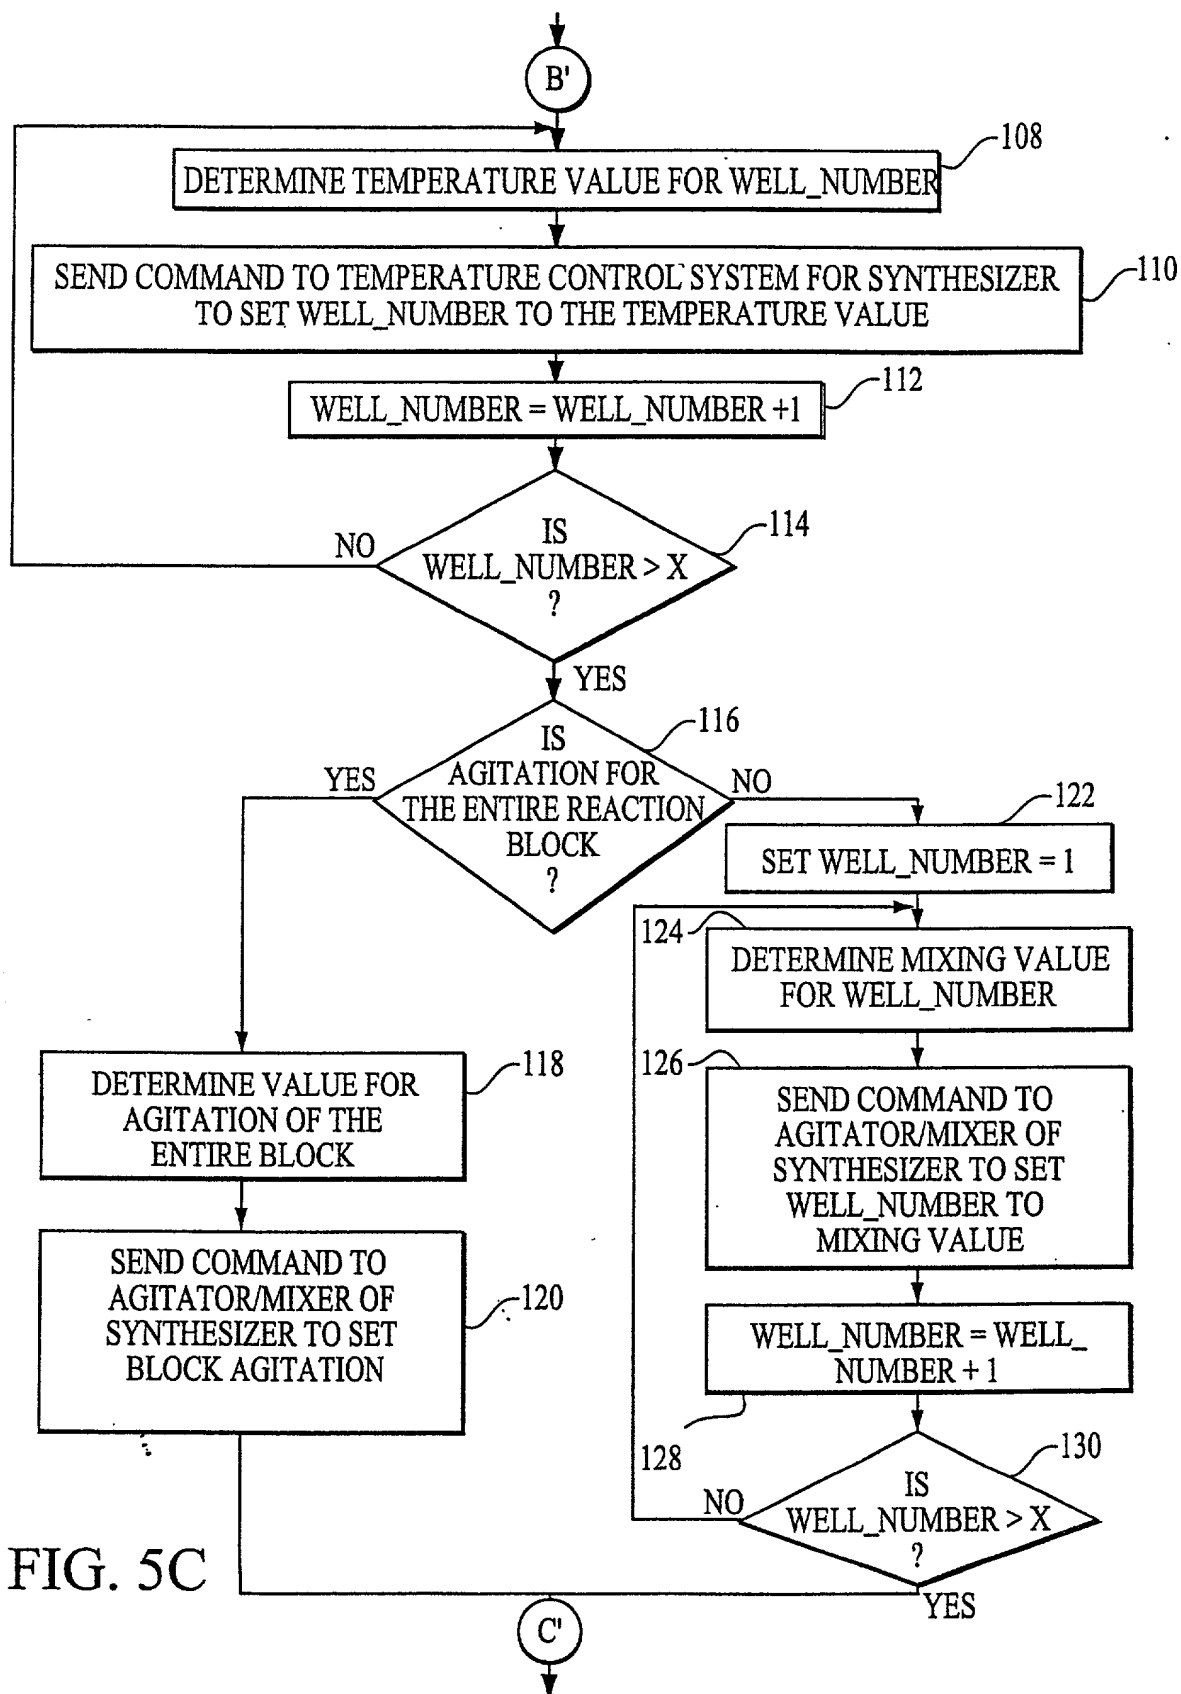 B'
108
DETERMINE TEMPERATURE VALUE FOR WELL_NUMBER
SEND COMMAND TO TEMPERATURE CONTROL SYSTEM FOR SYNTHESIZER
TO SET WELL_NUMBER TO THE TEMPERATURE VALUE
110
112
WELL_NUMBER = WELL_NUMBER +1
114
IS
WELL_NUMBER > X
?
NO
YES
116
IS
AGITATION FOR
THE ENTIRE REACTION
BLOCK
?
YES
NO
122
SET WELL_NUMBER = 1
124
DETERMINE MIXING VALUE
FOR WELL_NUMBER
118
DETERMINE VALUE FOR
AGITATION OF THE
ENTIRE BLOCK
126
SEND COMMAND TO
AGITATOR/MIXER OF
SYNTHESIZER TO SET
WELL_NUMBER TO
MIXING VALUE
SEND COMMAND TO
AGITATOR/MIXER OF
SYNTHESIZER TO SET
BLOCK AGITATION
120
WELL_NUMBER = WELL_
NUMBER + 1
128
130
IS
WELL_NUMBER > X
?
NO
YES
FIG. 5C
C'